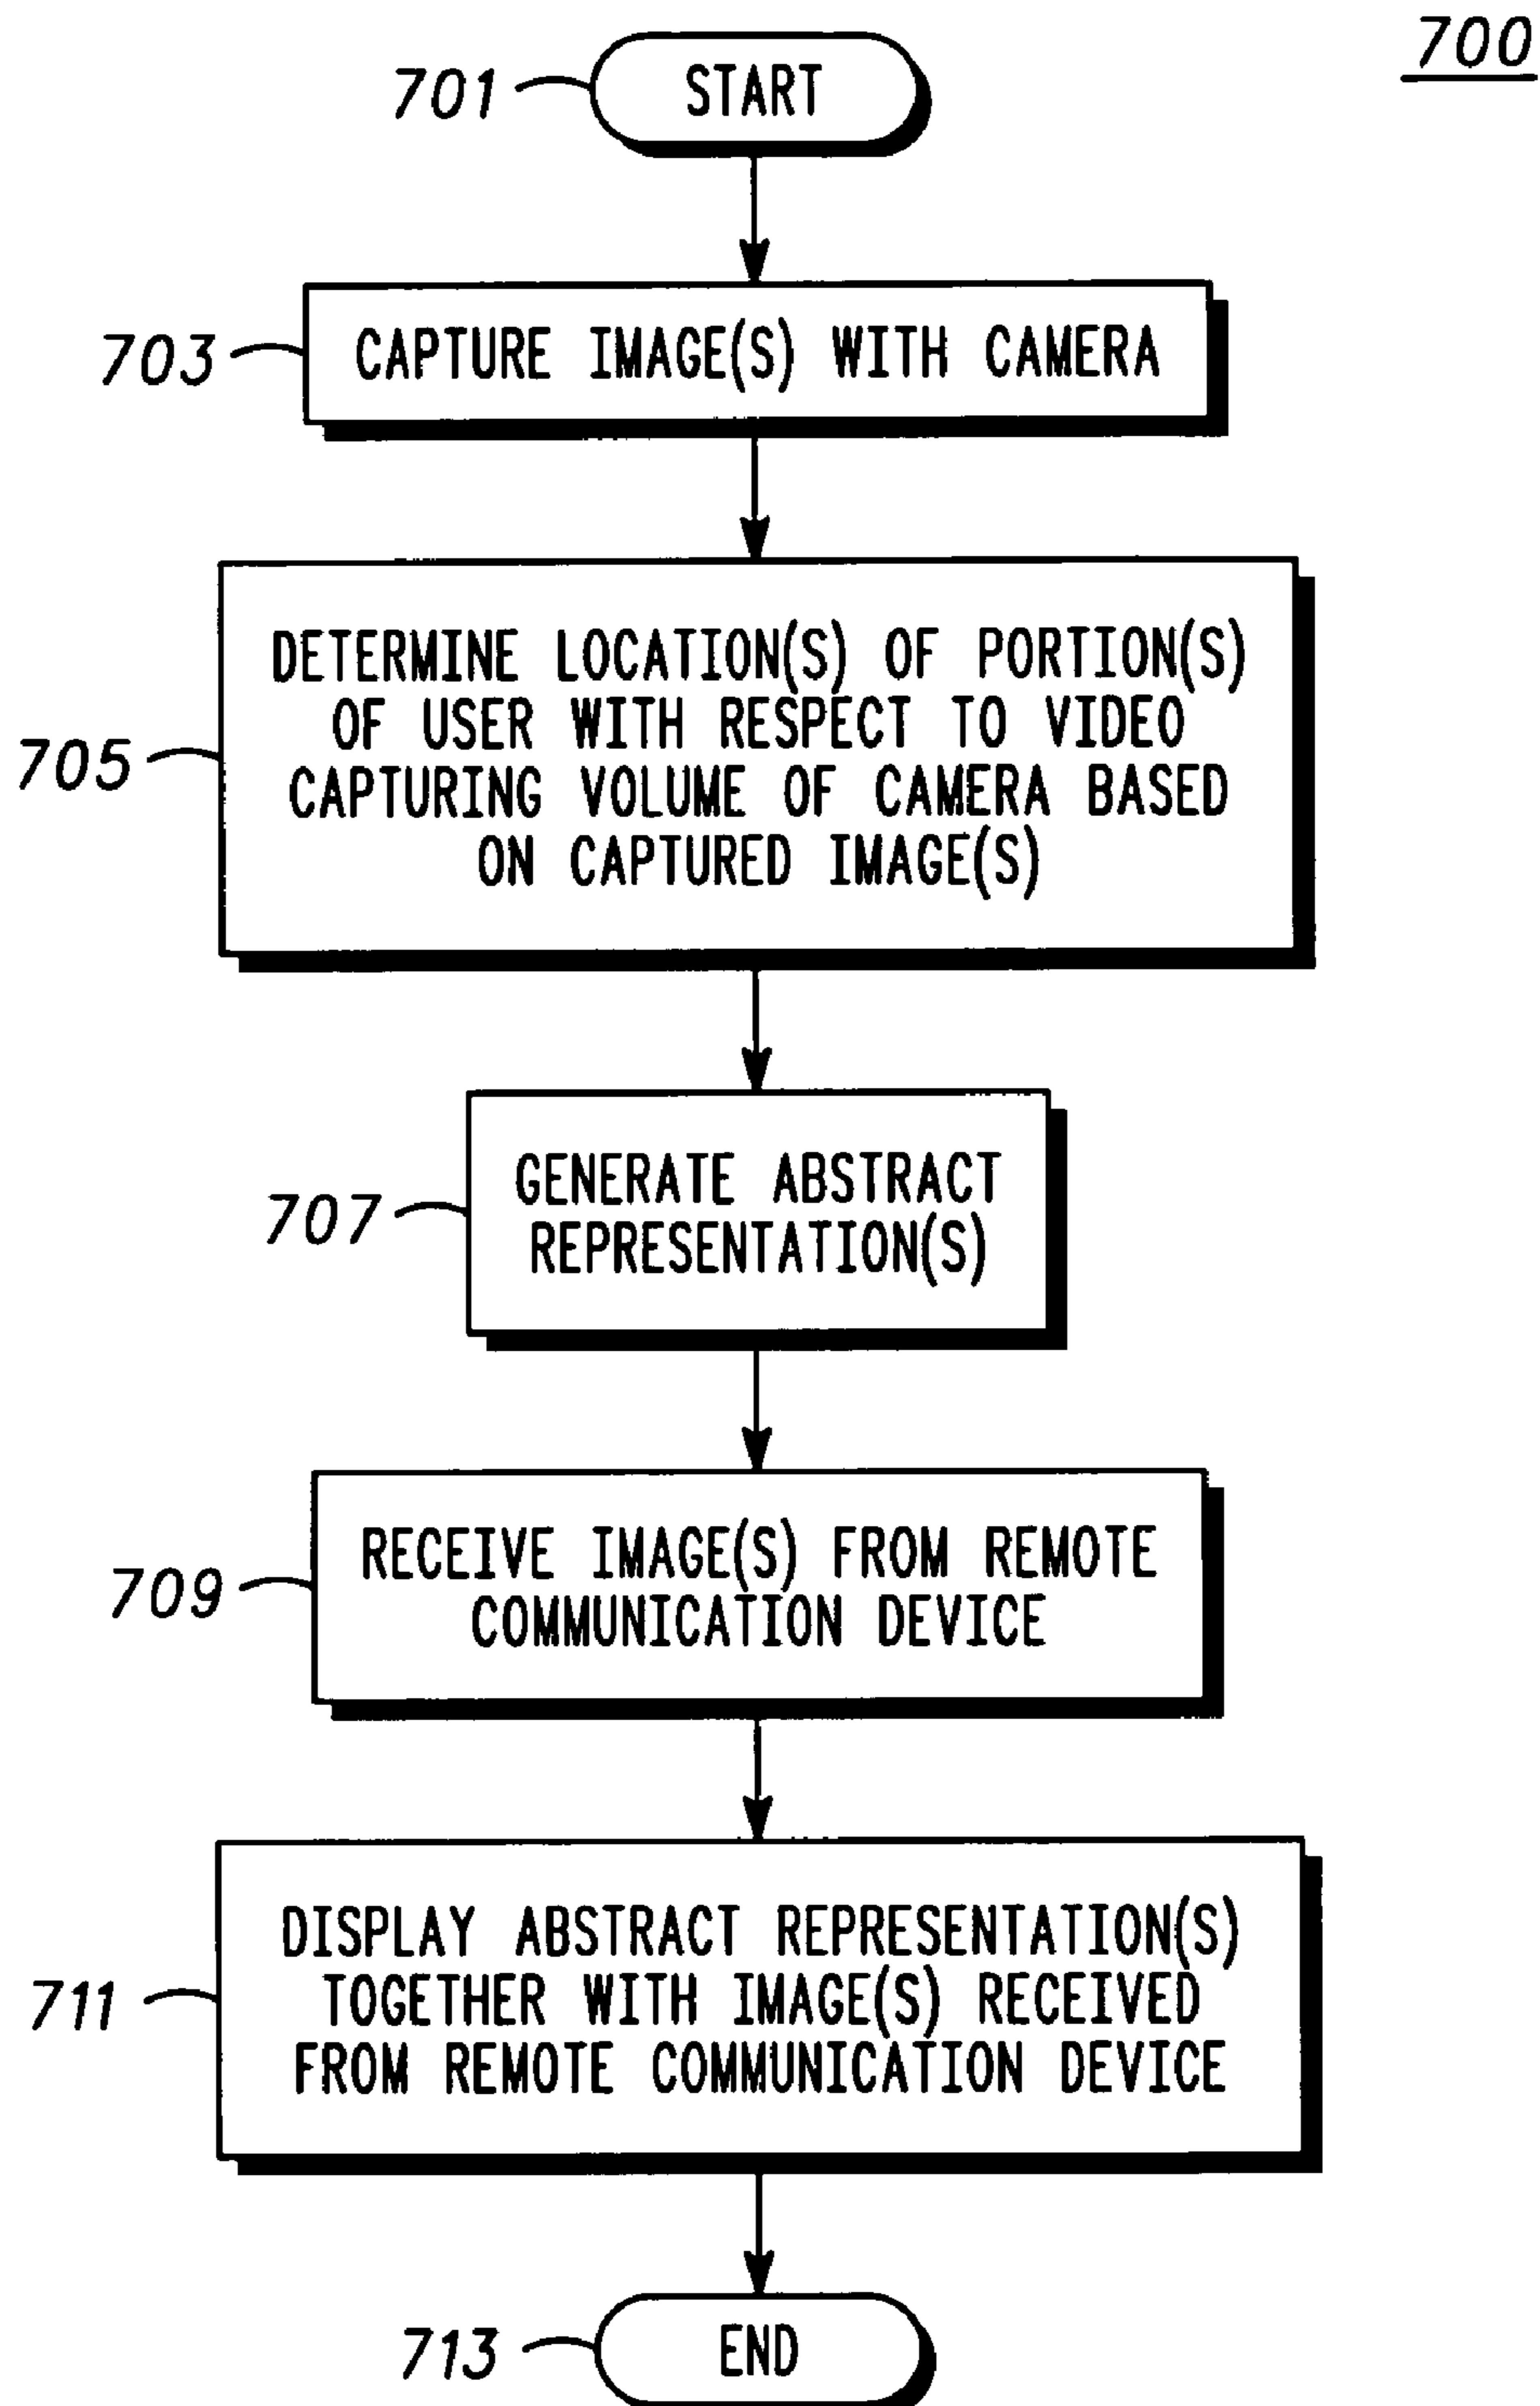 700
701
START
703
CAPTURE IMAGE(S) WITH CAMERA
705
DETERMINE LOCATION(S) OF PORTION(S)
OF USER WITH RESPECT TO VIDEO
CAPTURING VOLUME OF CAMERA BASED
ON CAPTURED IMAGE(S)
707
GENERATE ABSTRACT
REPRESENTATION(S)
709
RECEIVE IMAGE(S) FROM REMOTE
COMMUNICATION DEVICE
711
DISPLAY ABSTRACT REPRESENTATION(S)
TOGETHER WITH IMAGE(S) RECEIVED
FROM REMOTE COMMUNICATION DEVICE
713
END